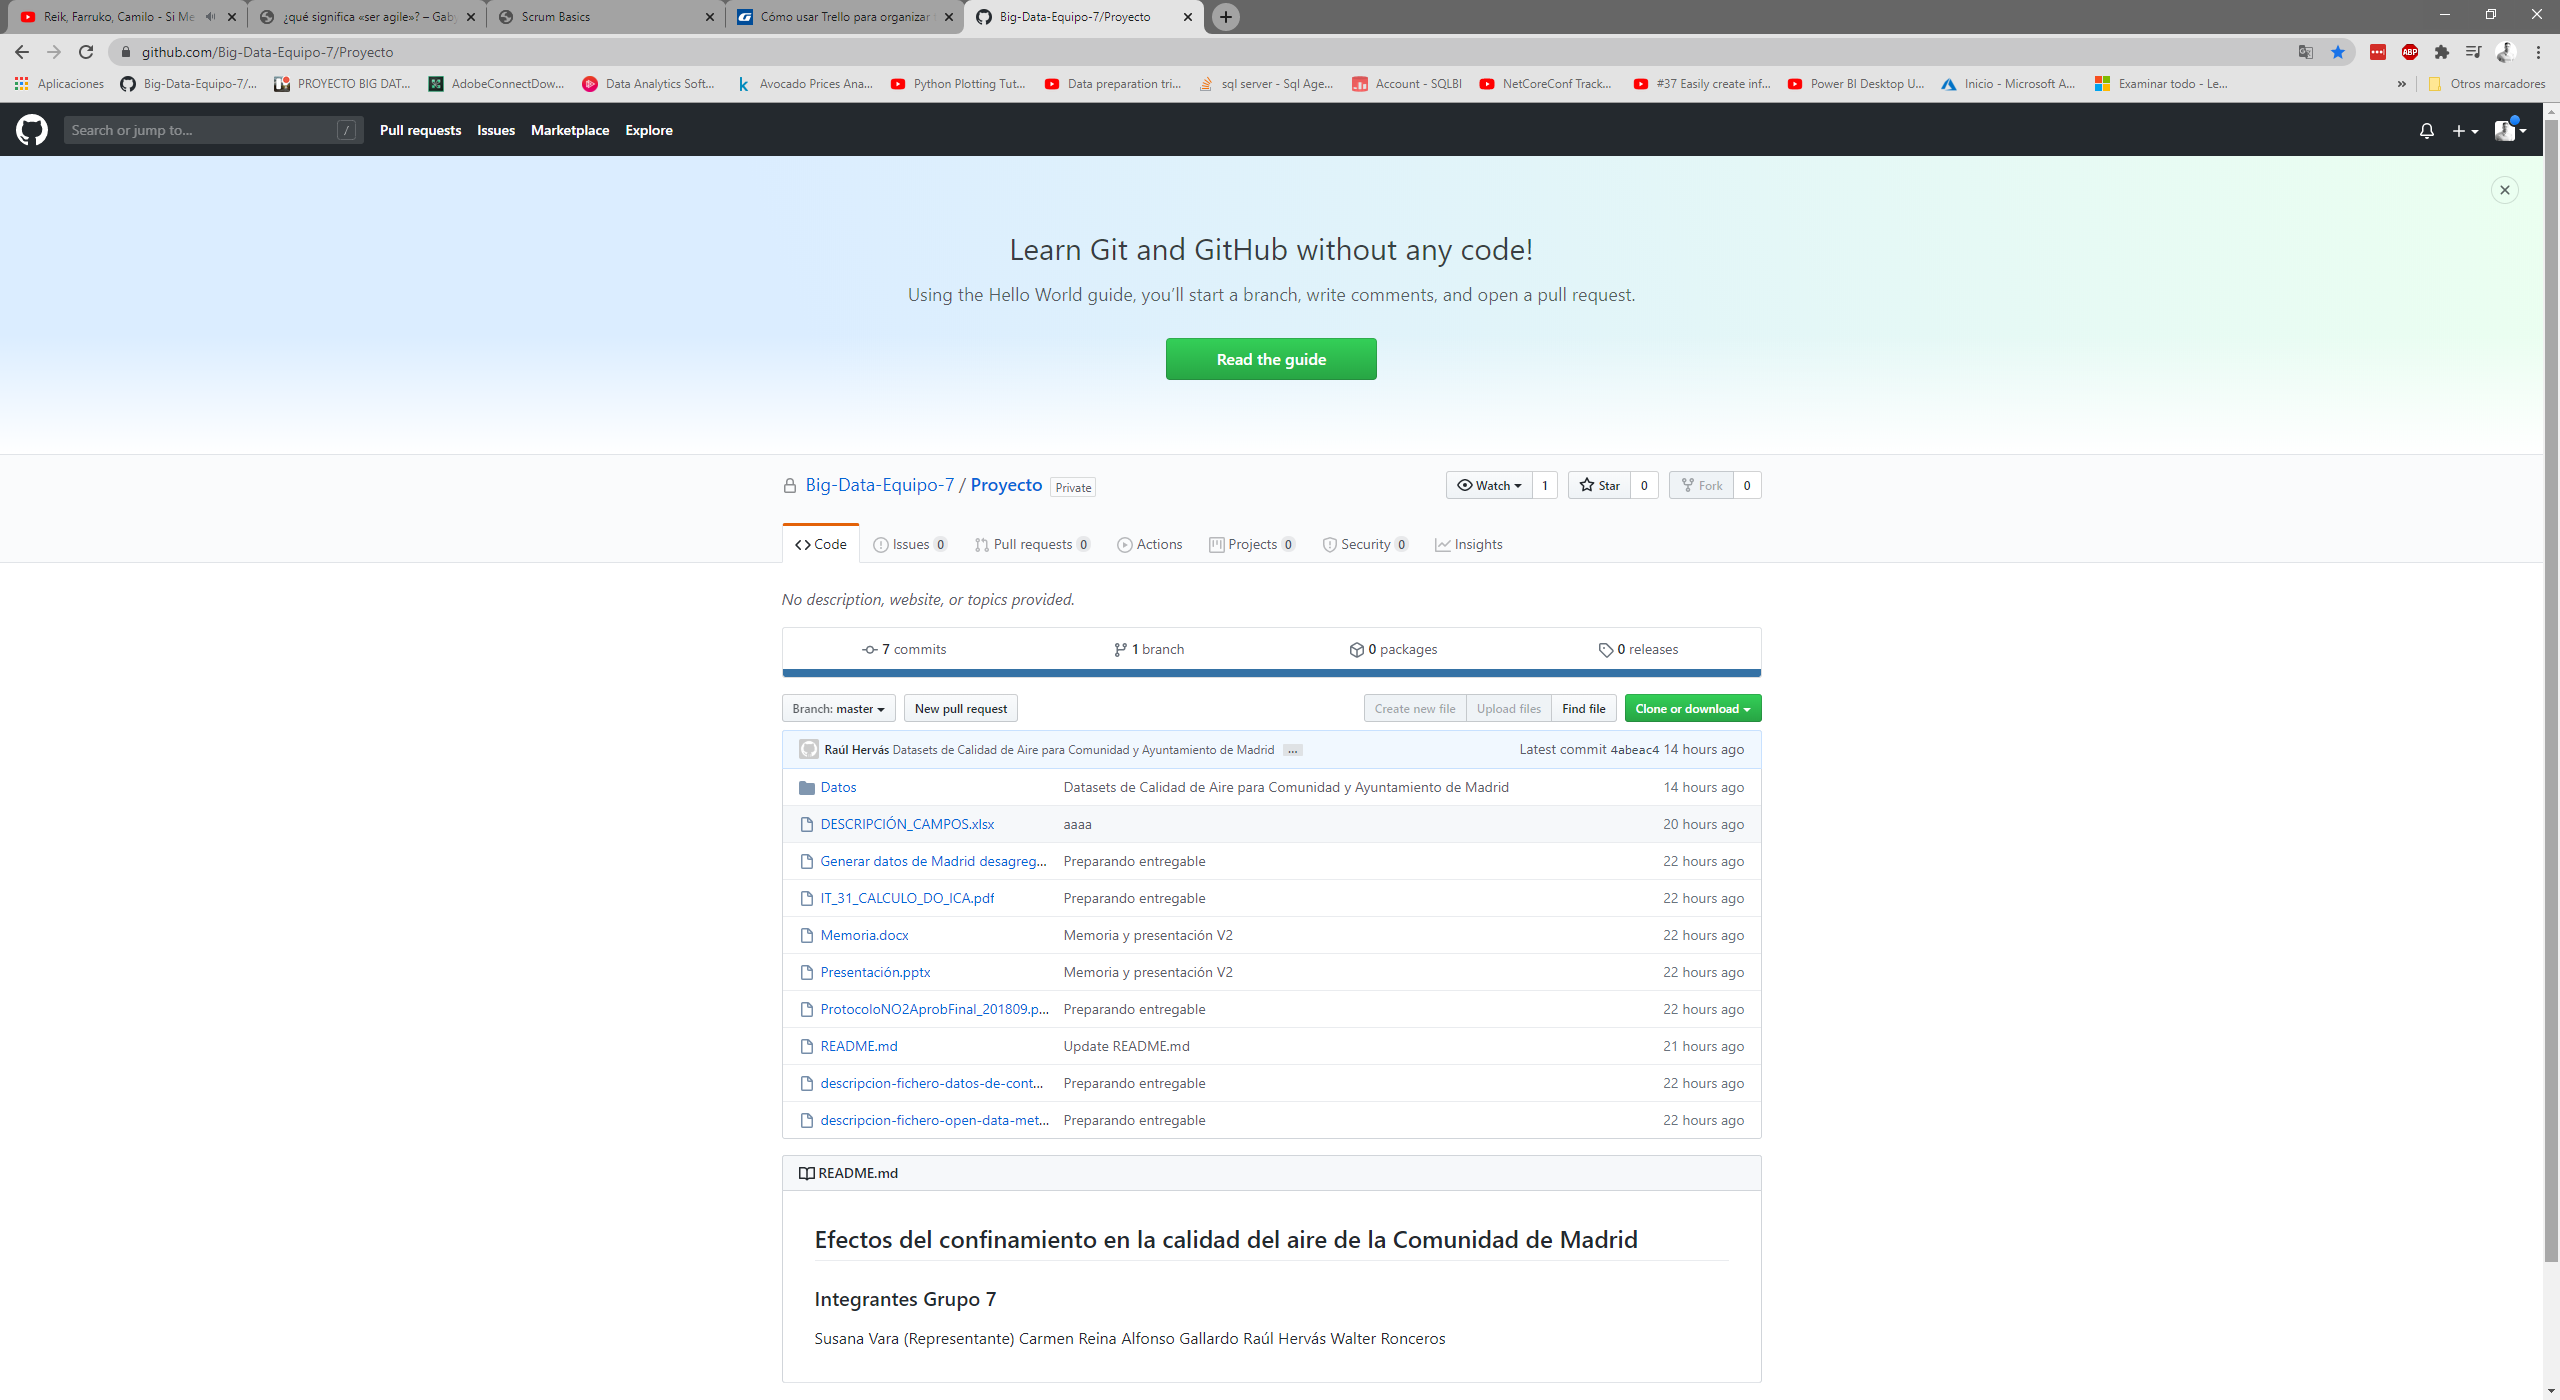 Reik, Farruko, Camilo - Si Me
¿qué significa «ser agile»? – Gaby
Scrum Basics
Cómo usar Trello para organizar
Big-Data-Equipo-7/Proyecto
github.com/Big-Data-Equipo-7/Proyecto
ABP
Aplicaciones
Big-Data-Equipo-7/...
PROYECTO BIG DAT...
AdobeConnectDow...
Data Analytics Soft...
Avocado Prices Ana...
Python Plotting Tut...
Data preparation tri...
sql server - Sql Age...
Account - SQLBI
NetCoreConf Track...
#37 Easily create inf...
Power BI Desktop U...
Inicio - Microsoft A...
Examinar todo - Le...
»
Otros marcadores
Search or jump to...
/
Pull requests
Issues
Marketplace
Explore
Learn Git and GitHub without any code!
Using the Hello World guide, you’ll start a branch, write comments, and open a pull request.
Read the guide
Big-Data-Equipo-7 / Proyecto Private
Watch 1
Star 0
Fork 0
Code
Issues 0
Pull requests 0
Actions
Projects 0
Security 0
Insights
No description, website, or topics provided.
7 commits
1 branch
0 packages
0 releases
Branch: master
New pull request
Create new file
Upload files
Find file
Clone or download
Raúl Hervás Datasets de Calidad de Aire para Comunidad y Ayuntamiento de Madrid ... Latest commit 4abeac4 14 hours ago
Datos Datasets de Calidad de Aire para Comunidad y Ayuntamiento de Madrid 14 hours ago
DESCRIPCIÓN_CAMPOS.xlsx aaaa 20 hours ago
Generar datos de Madrid desagreg... Preparando entregable 22 hours ago
IT_31_CALCULO_DO_ICA.pdf Preparando entregable 22 hours ago
Memoria.docx Memoria y presentación V2 22 hours ago
Presentación.pptx Memoria y presentación V2 22 hours ago
ProtocoloNO2AprobFinal_201809.p... Preparando entregable 22 hours ago
README.md Update README.md 21 hours ago
descripcion-fichero-datos-de-cont... Preparando entregable 22 hours ago
descripcion-fichero-open-data-met... Preparando entregable 22 hours ago
README.md
Efectos del confinamiento en la calidad del aire de la Comunidad de Madrid
Integrantes Grupo 7
Susana Vara (Representante) Carmen Reina Alfonso Gallardo Raúl Hervás Walter Ronceros